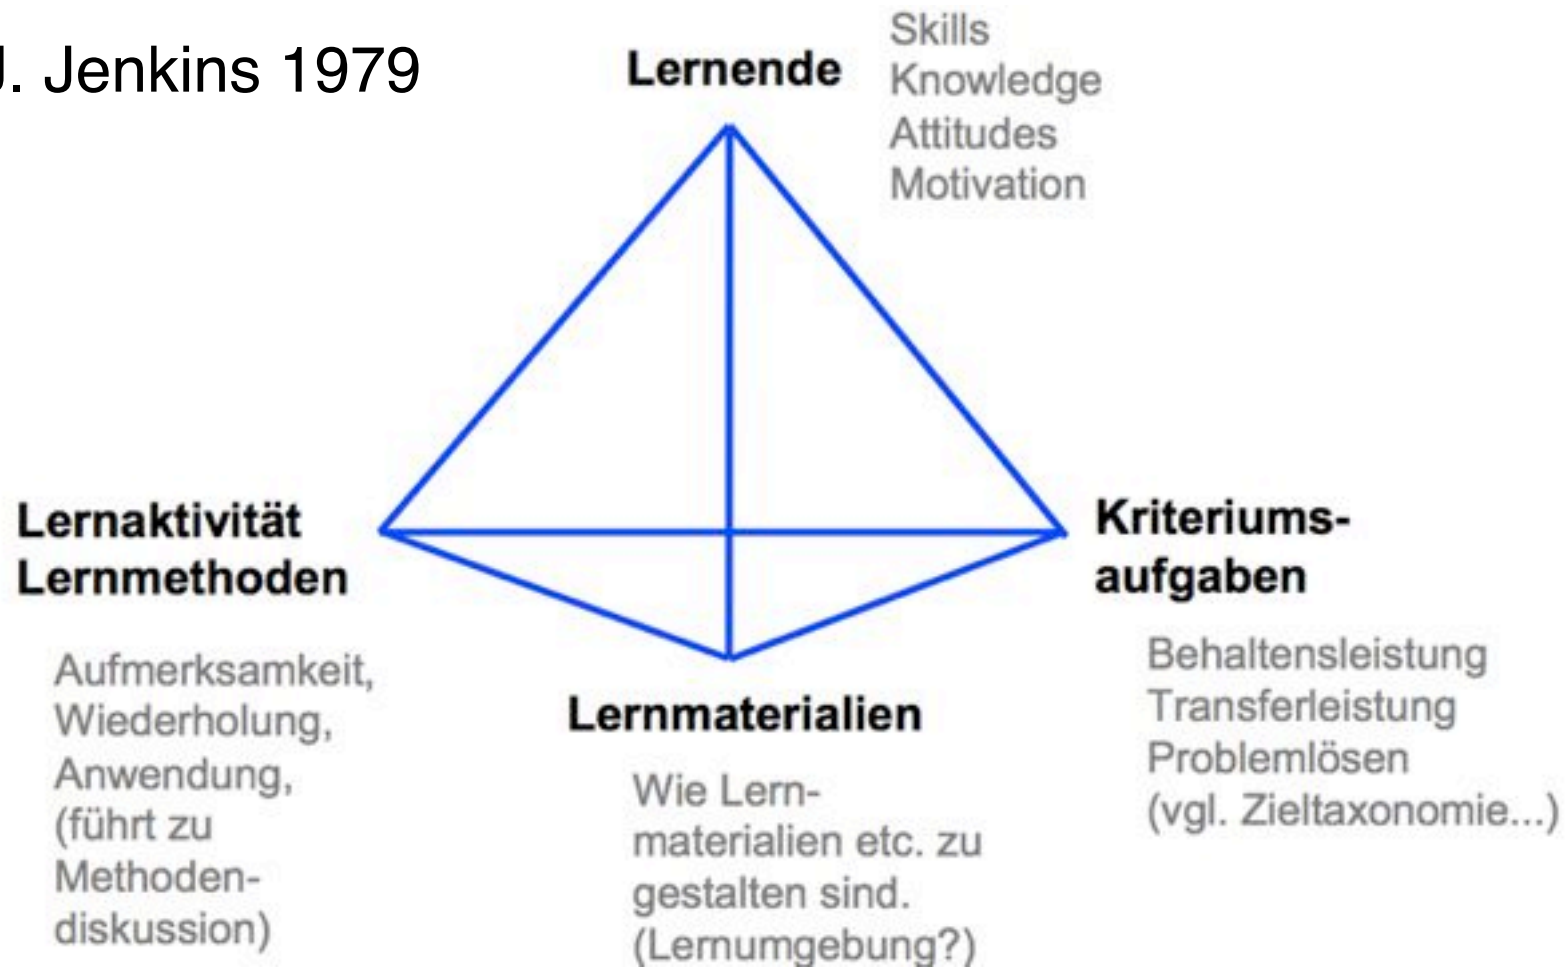 J. Jenkins 1979
Lernende
Skills
Knowledge
Attitudes
Motivation
Lernaktivität
Lernmethoden
Aufmerksamkeit,
Wiederholung,
Anwendung,
(führt zu
Methoden-
diskussion)
Lernmaterialien
Wie Lern-
materialien etc. zu
gestalten sind.
(Lernumgebung?)
Kriteriums-
aufgaben
Behaltensleistung
Transferleistung
Problemlösen
(vgl. Zieltaxonomie...)